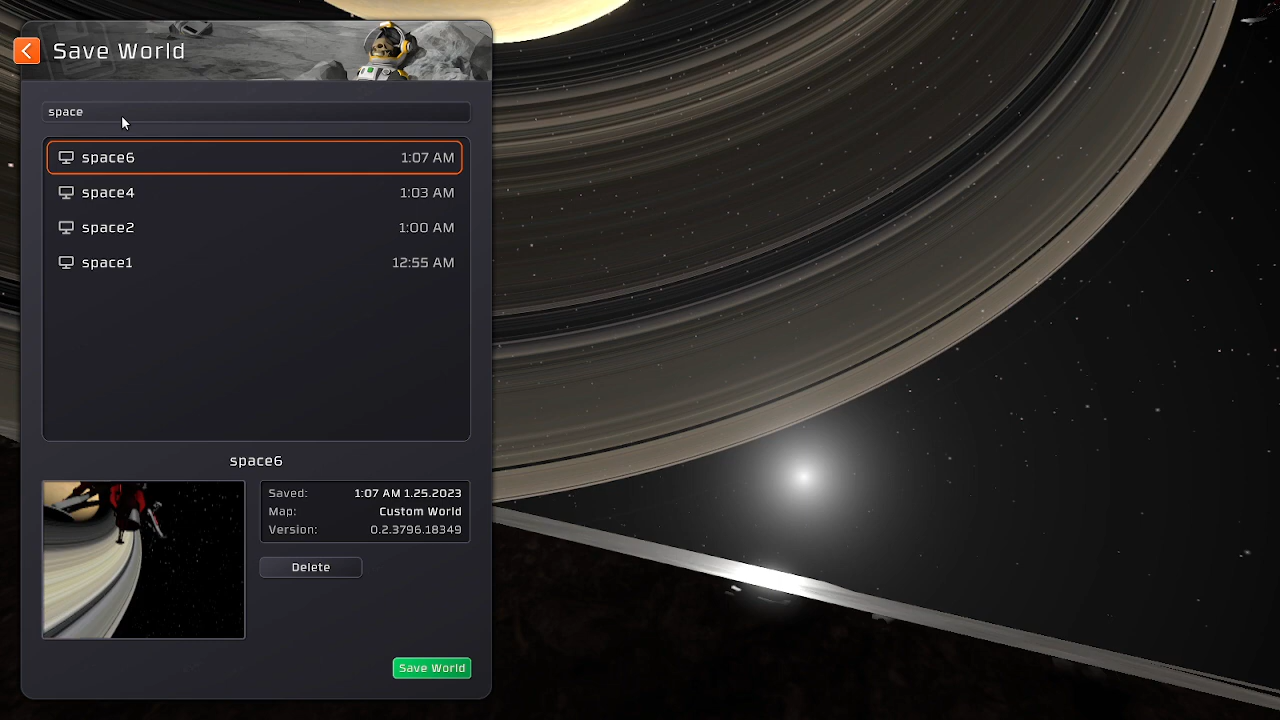 Save World
space
space6 1:07 AM
space4 1:03 AM
space2 1:00 AM
space1 12:55 AM
space6
Saved: 1:07 AM 1.25.2023
Map: Custom World
Version: 0.2.3796.18349
Delete
Save World